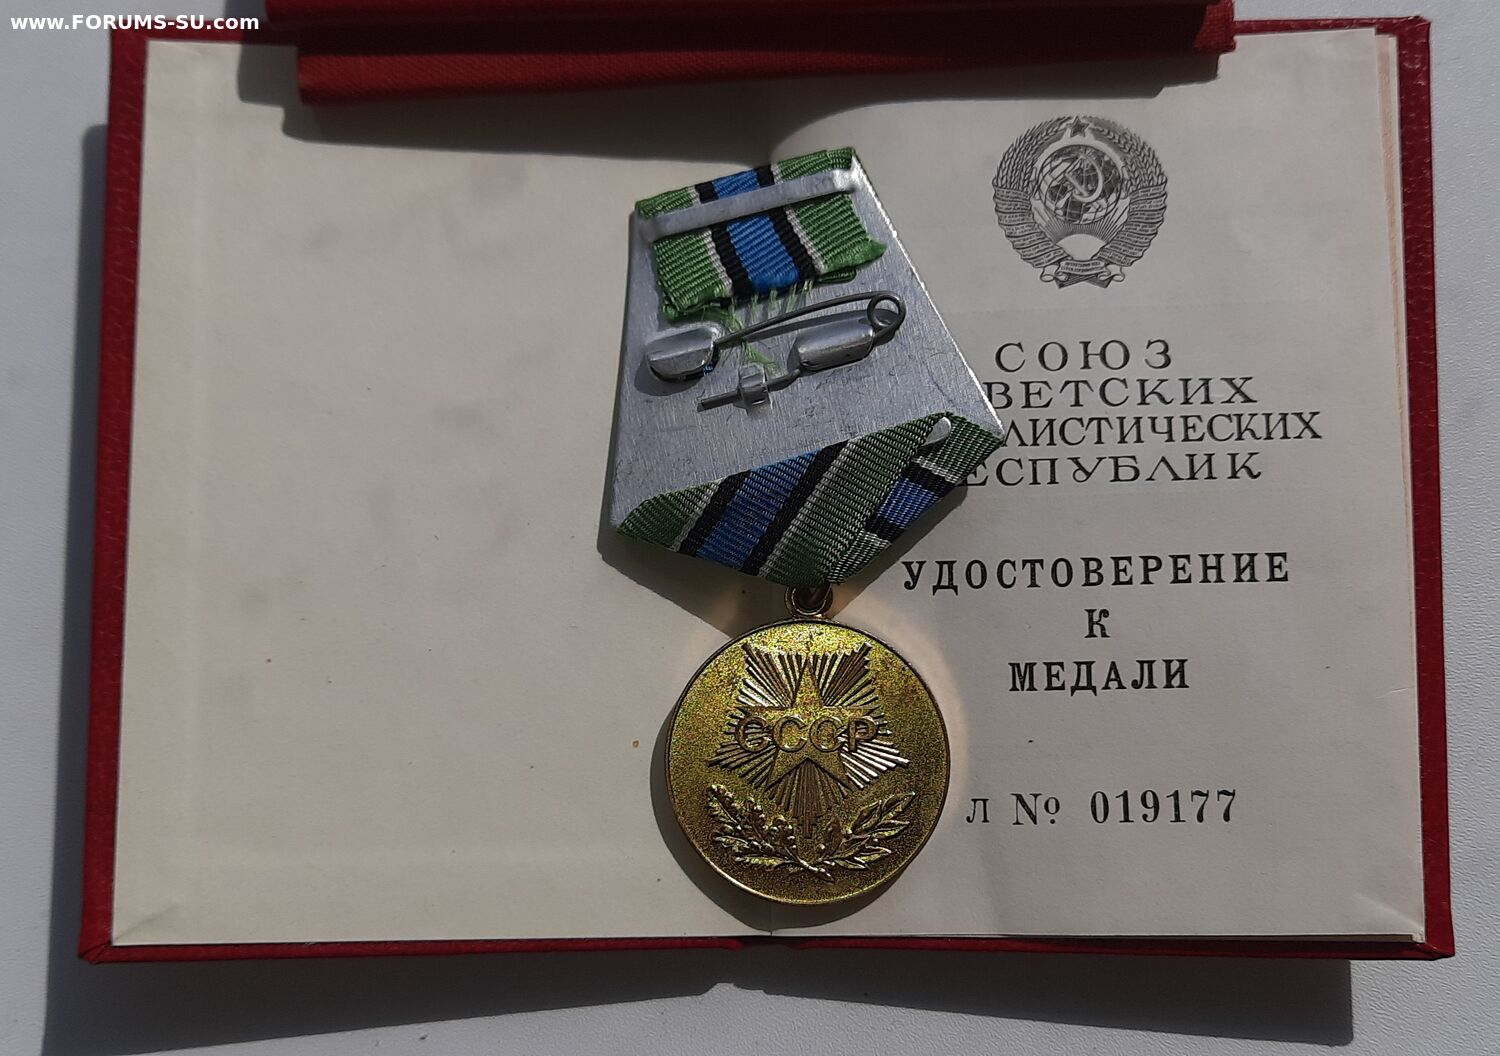 www.FORUMS-SU.com
СОЮЗ
ВЕТСКИХ
ЛИСТИЧЕСКИХ
ЕСПУБЛИК
УДОСТОВЕРЕНИЕ
К
МЕДАЛИ
Л № 019177
СССР